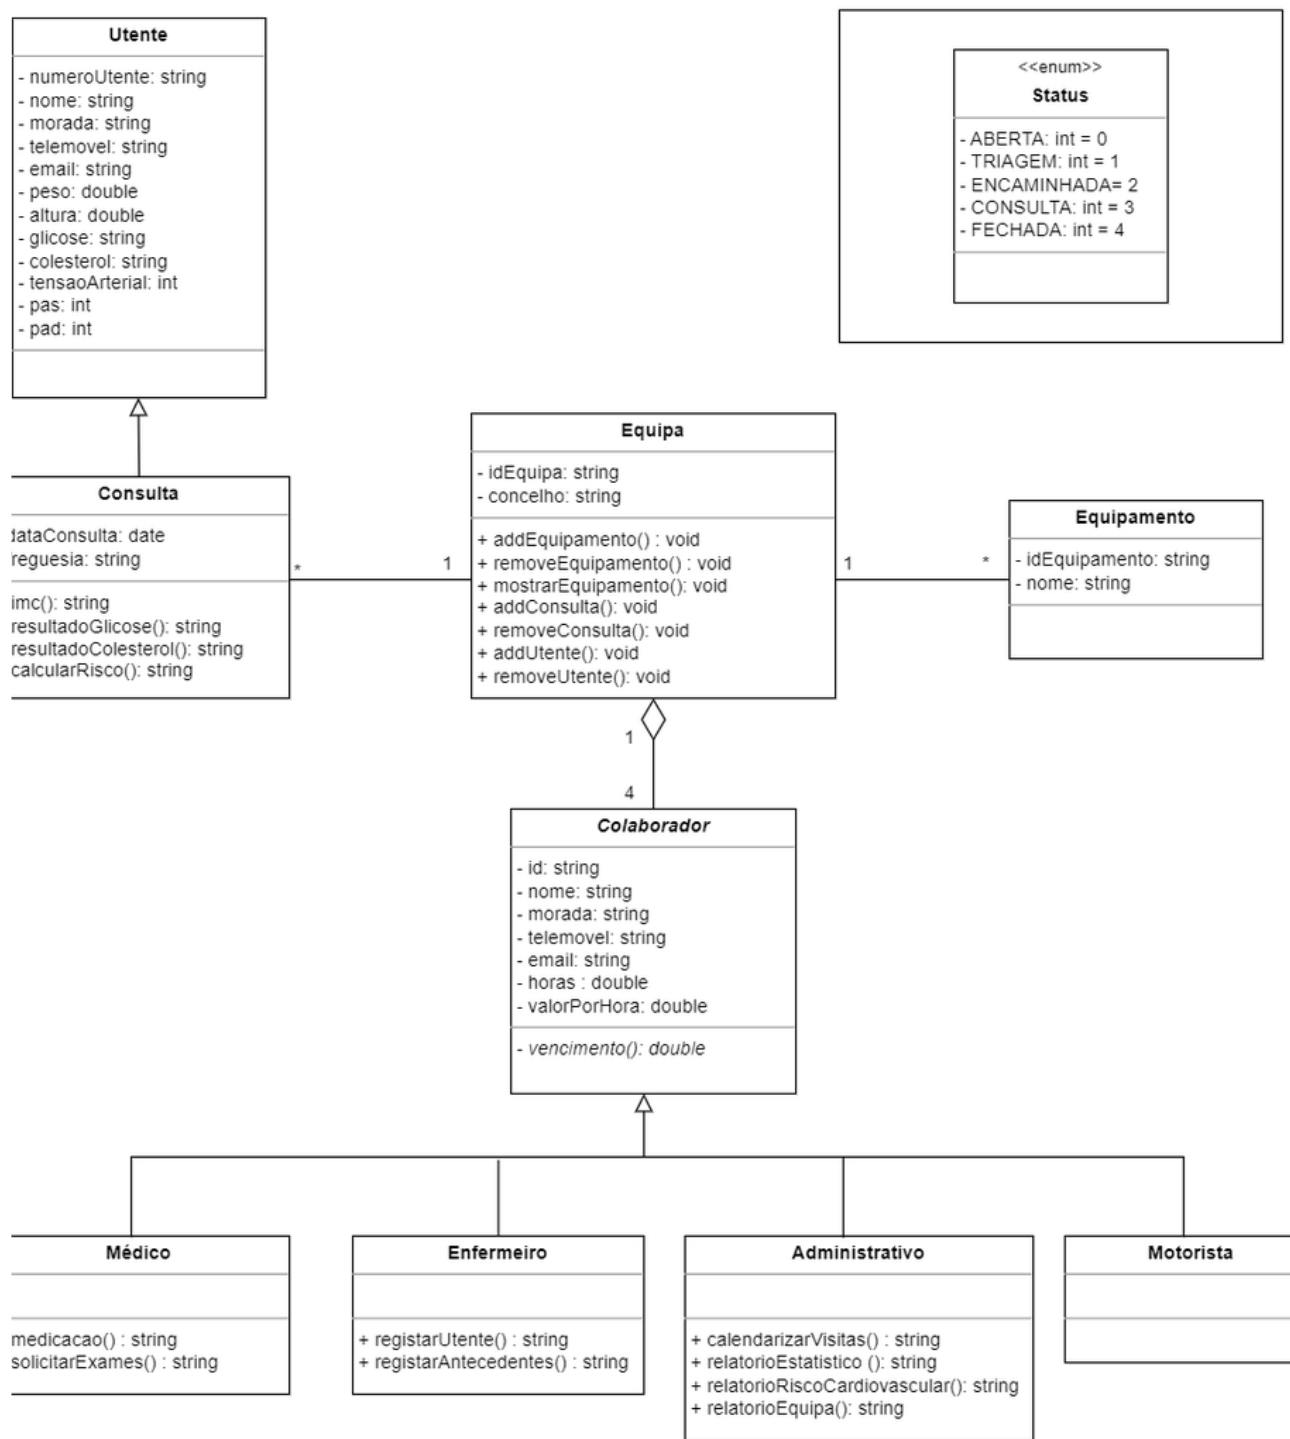 Utente
- numeroUtente: string
- nome: string
- morada: string
- telemovel: string
- email: string
- peso: double
- altura: double
- glicose: string
- colesterol: string
- tensaoArterial: int
- pas: int
- pad: int
<<enum>>
Status
- ABERTA: int = 0
- TRIAGEM: int = 1
- ENCAMINHADA= 2
- CONSULTA: int = 3
- FECHADA: int = 4
Consulta
dataConsulta: date
reguesia: string
imc(): string
resultadoGlicose(): string
resultadoColesterol(): string
calcularRisco(): string
*
1
Equipa
- idEquipa: string
- concelho: string
+ addEquipamento() : void
+ removeEquipamento() : void
+ mostrarEquipamento(): void
+ addConsulta(): void
+ removeConsulta(): void
+ addUtente(): void
+ removeUtente(): void
1
*
Equipamento
- idEquipamento: string
- nome: string
1
4
Colaborador
- id: string
- nome: string
- morada: string
- telemovel: string
- email: string
- horas : double
- valorPorHora: double
- vencimento(): double
Médico
medicacao() : string
solicitarExames() : string
Enfermeiro
+ registarUtente() : string
+ registarAntecedentes() : string
Administrativo
+ calendarizarVisitas() : string
+ relatorioEstatistico (): string
+ relatorioRiscoCardiovascular(): string
+ relatorioEquipa(): string
Motorista